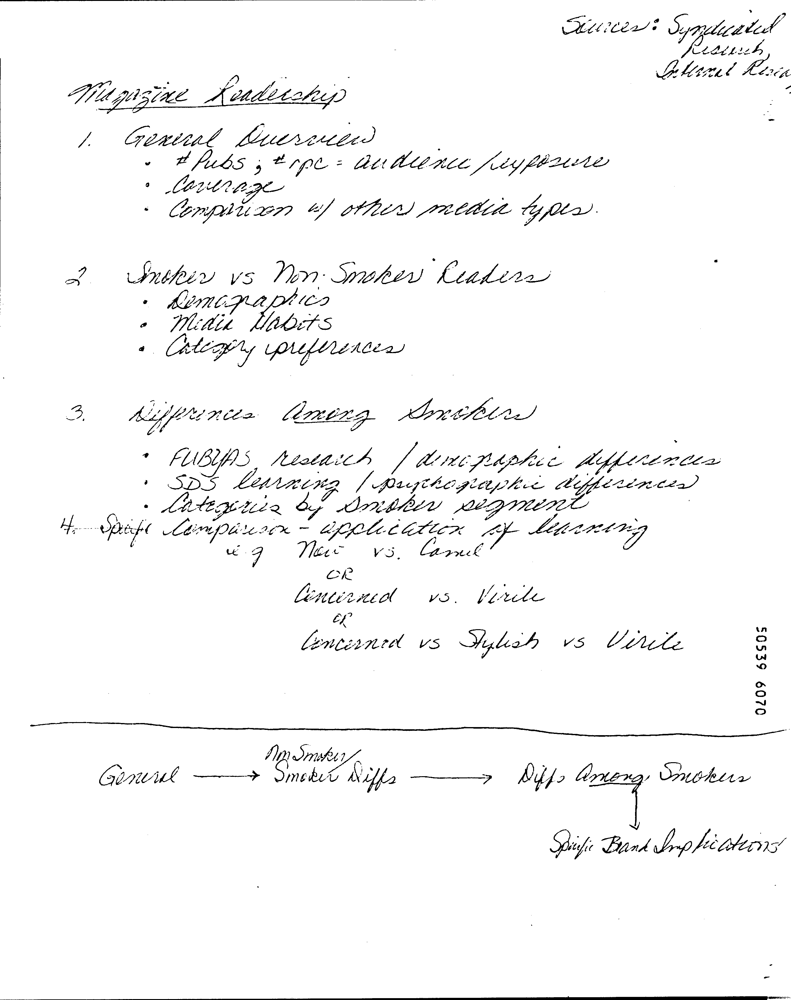 Sources: Syndicated
Research,
Internal Resea
Magazine Readership
1. General Overview
· # Pubs ; # rpc = audience / exposure
· Coverage
· Comparison w/ other media types.
2 Smoker vs Non-Smoker Readers
· Demographics
· Media Habits
· Category preferences
3. Differences Among Smokers
· FUBYAS research / demographic differences
· SDS learning / psychographic differences
· Categories by smoker segment
4. Specific Comparison - application of learning
e.g Now vs. Camel
OR
Concerned vs. Virile
OR
Concerned vs Stylish vs Virile
50539 6070
Non Smoker/
General → Smoker Diffs → Diffs Among Smokers
Specific Brand Implications